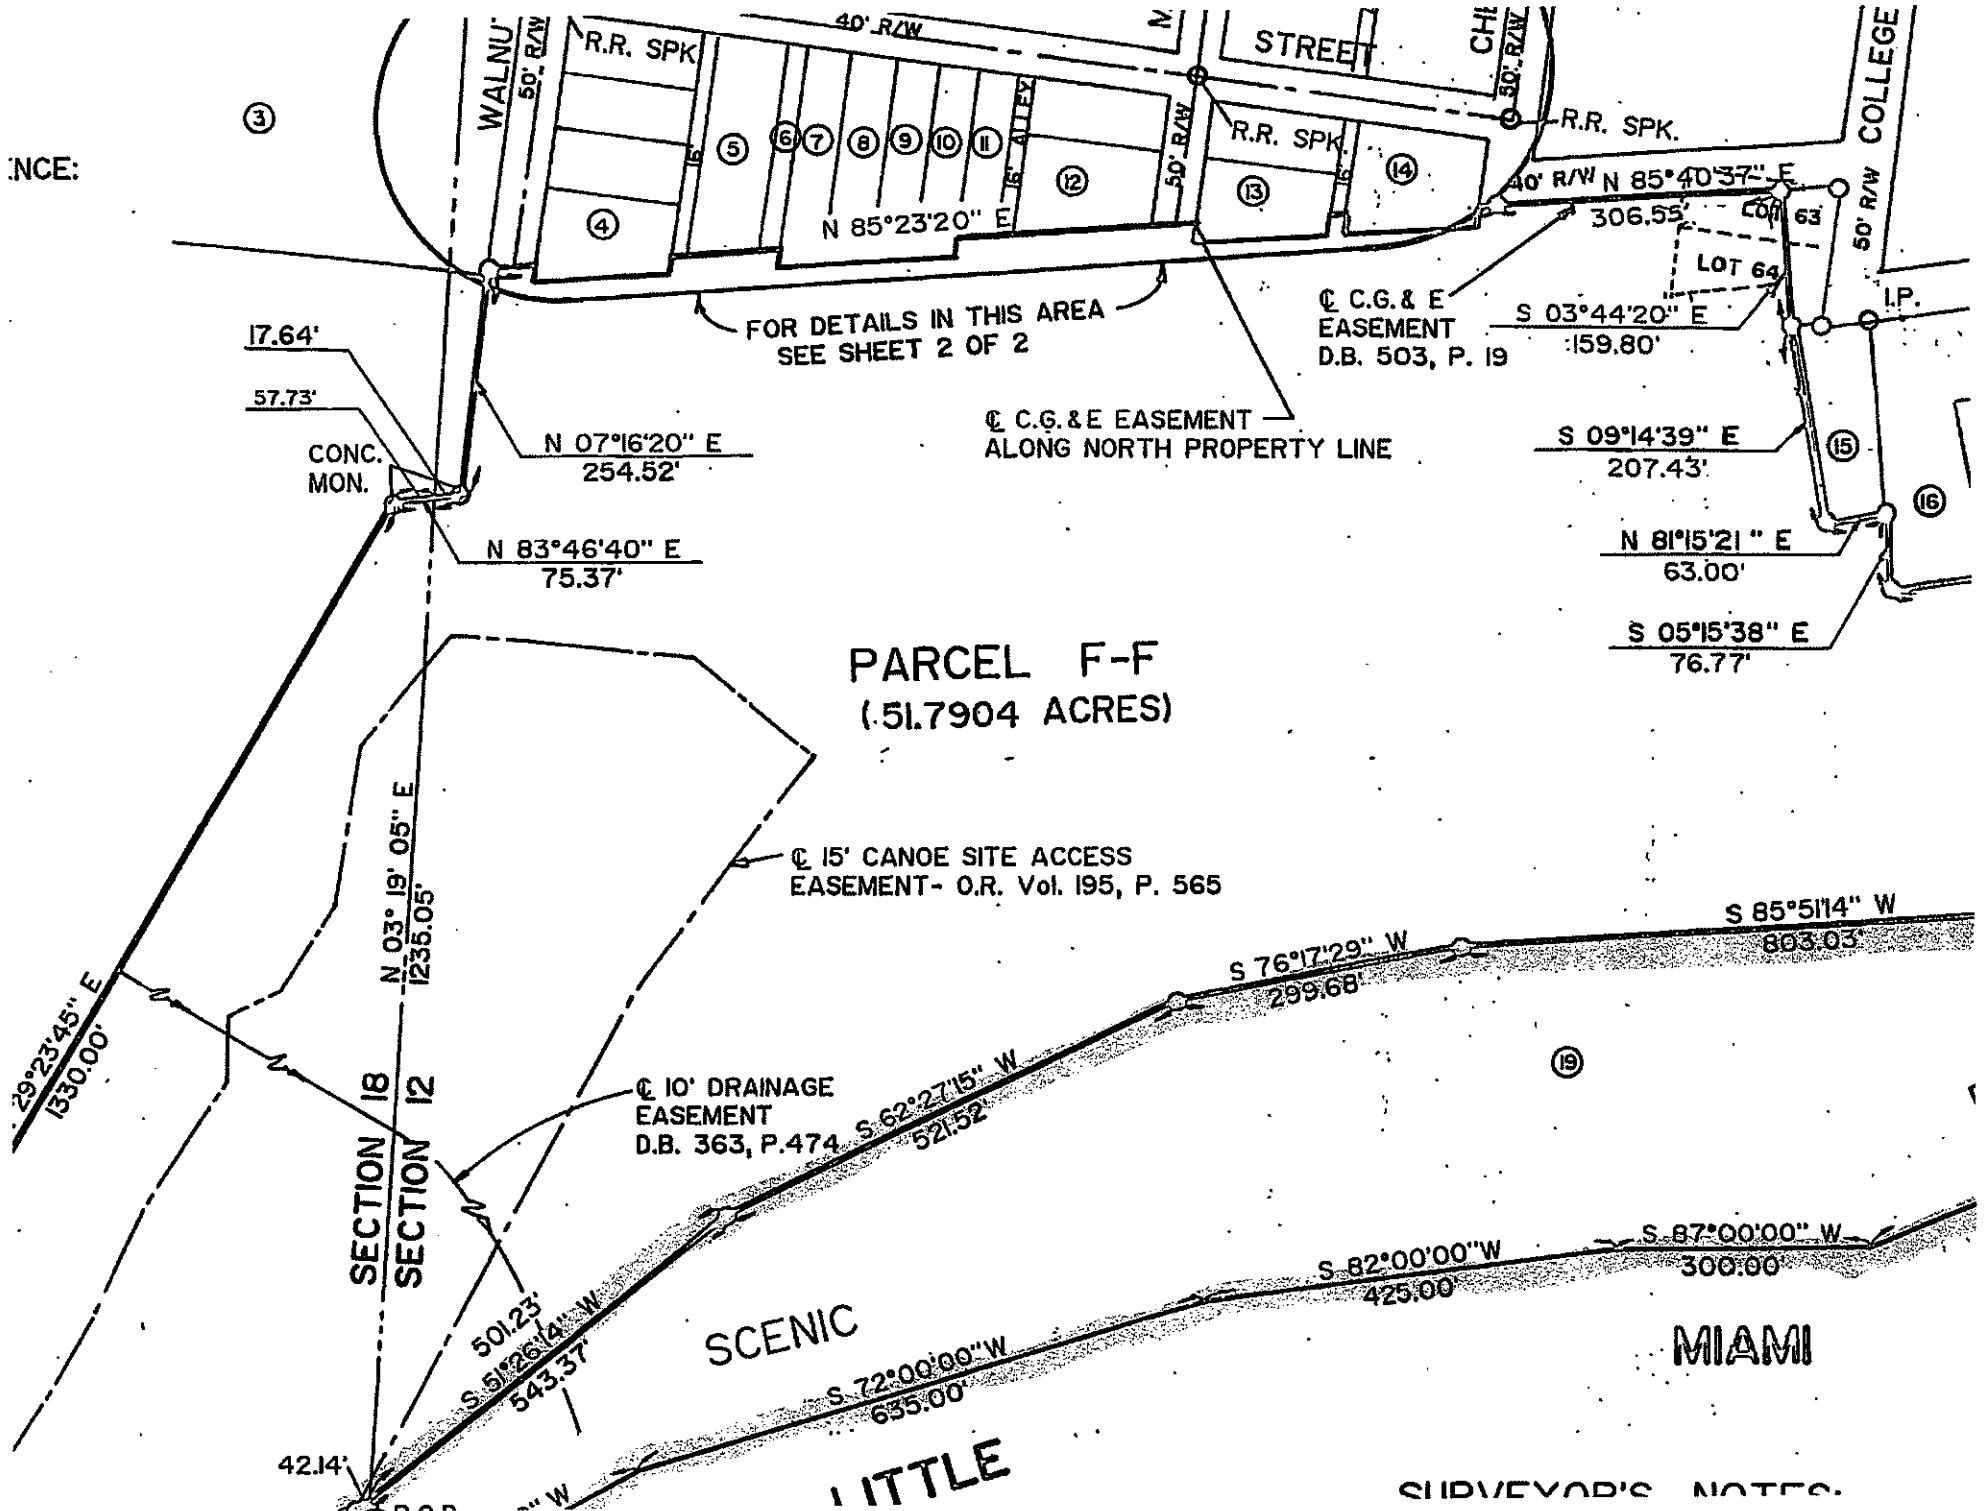 WALNUT
50' R/W
R.R. SPK
40' R/W
STREET
50' R/W
COLLEGE
50' R/W
R.R. SPK.
R.R. SPK.
50' R/W
16'
16' ALLEY
16'
3
4
5
6
7
8
9
10
11
12
13
14
N 85°23'20" E
40' R/W
N 85°40'37" E
306.55'
LOT 63
LOT 64
I.P.
FOR DETAILS IN THIS AREA
SEE SHEET 2 OF 2
℄ C.G. & E
EASEMENT
D.B. 503, P. 19
S 03°44'20" E
159.80'
17.64'
57.73'
CONC.
MON.
N 07°16'20" E
254.52'
℄ C.G. & E EASEMENT
ALONG NORTH PROPERTY LINE
S 09°14'39" E
207.43'
15
16
N 83°46'40" E
75.37'
N 81°15'21" E
63.00'
S 05°15'38" E
76.77'
PARCEL F-F
(51.7904 ACRES)
N 03° 19' 05" E
1235.05'
℄ 15' CANOE SITE ACCESS
EASEMENT- O.R. Vol. 195, P. 565
S 85°51'14" W
803.03'
S 76°17'29" W
299.68'
29°23'45" E
1330.00'
19
SECTION 18
SECTION 12
℄ 10' DRAINAGE
EASEMENT
D.B. 363, P.474
S 62°27'15" W
521.52'
S 87°00'00" W
300.00'
S 82°00'00" W
425.00'
501.23'
S 51°26'14" W
543.37'
SCENIC
MIAMI
S 72°00'00" W
635.00'
42.14'
LITTLE
SURVEYOR'S NOTES: